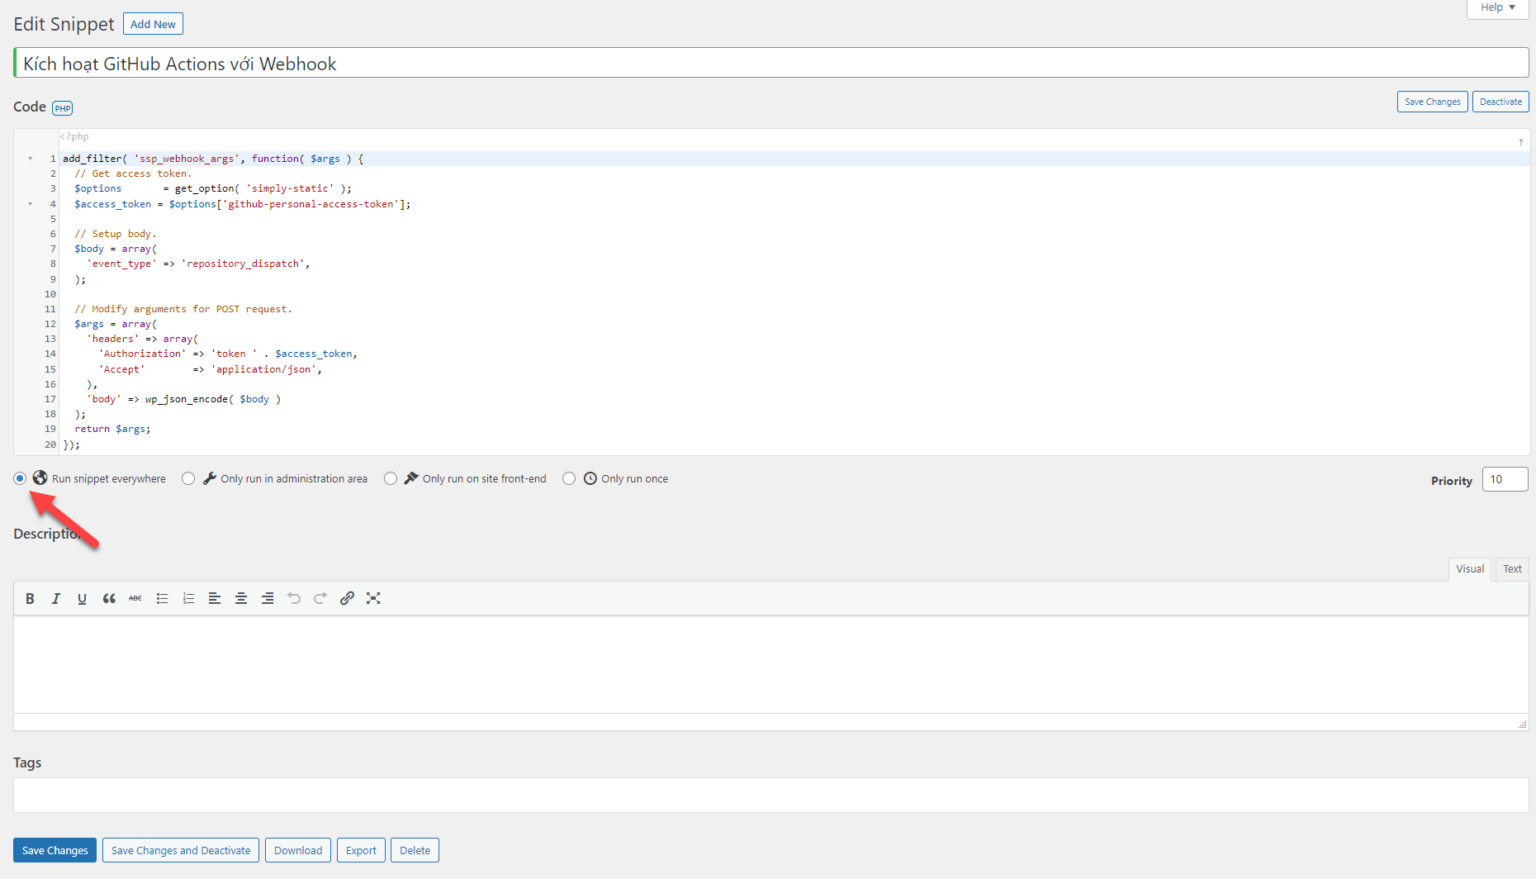 Help ▼
Edit Snippet Add New
Kích hoạt GitHub Actions với Webhook
Code PHP
Save Changes Deactivate
<?php
?
1 add_filter( 'ssp_webhook_args', function( $args ) {
2 // Get access token.
3 $options = get_option( 'simply-static' );
4 $access_token = $options['github-personal-access-token'];
5
6 // Setup body.
7 $body = array(
8 'event_type' => 'repository_dispatch',
9 );
10
11 // Modify arguments for POST request.
12 $args = array(
13 'headers' => array(
14 'Authorization' => 'token ' . $access_token,
15 'Accept' => 'application/json',
16 ),
17 'body' => wp_json_encode( $body )
18 );
19 return $args;
20 });
Run snippet everywhere Only run in administration area Only run on site front-end Only run once Priority 10
Description
Visual Text
B I U ABC
Tags
Save Changes Save Changes and Deactivate Download Export Delete